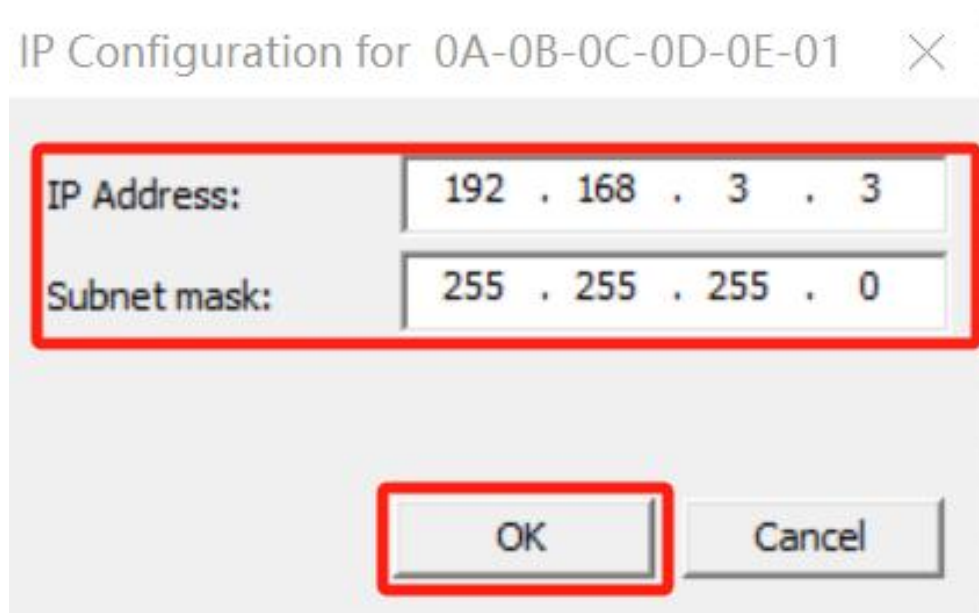 IP Configuration for 0A-0B-0C-0D-0E-01
IP Address: 192 . 168 . 3 . 3
Subnet mask: 255 . 255 . 255 . 0
OK Cancel